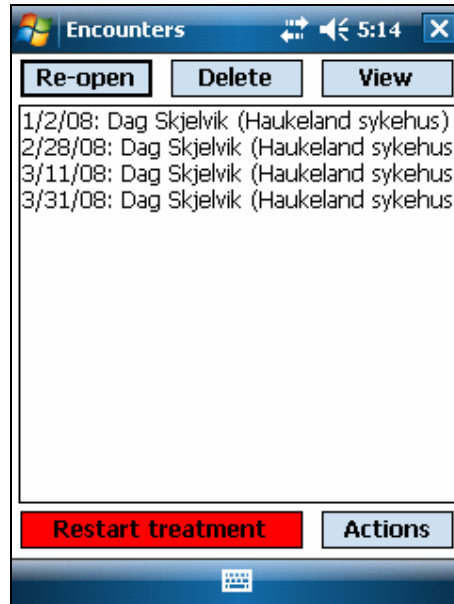 Encounters 5:14
Re-open Delete View
1/2/08: Dag Skjelvik (Haukeland sykehus)
2/28/08: Dag Skjelvik (Haukeland sykehus
3/11/08: Dag Skjelvik (Haukeland sykehus
3/31/08: Dag Skjelvik (Haukeland sykehus
Restart treatment Actions